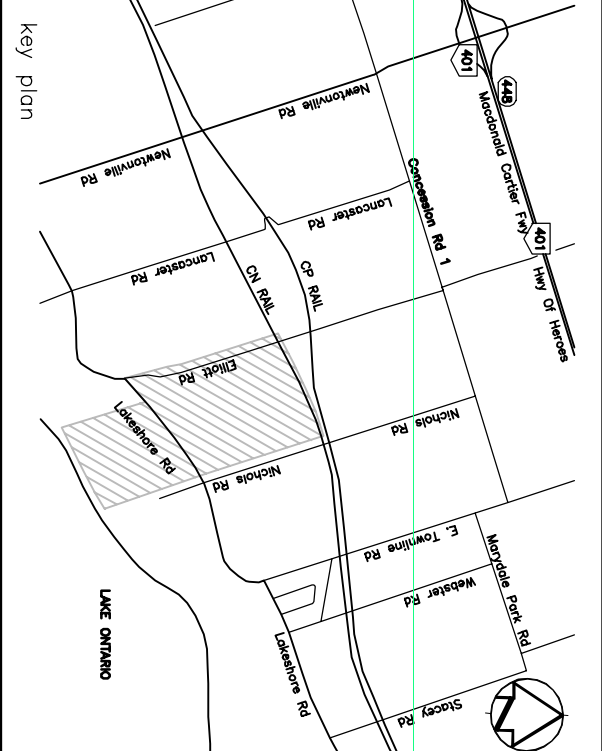 key plan
401
448
Macdonald Cartier Fwy
401
Hwy Of Heroes
Newtonville Rd
Newtonville Rd
Concession Rd 1
Lancaster Rd
Lancaster Rd
CN RAIL
CP RAIL
Elliott Rd
Lakeshore Rd
Nichols Rd
Nichols Rd
E. Townline Rd
Marydale Park Rd
Webster Rd
Lakeshore Rd
Stacey Rd
LAKE ONTARIO